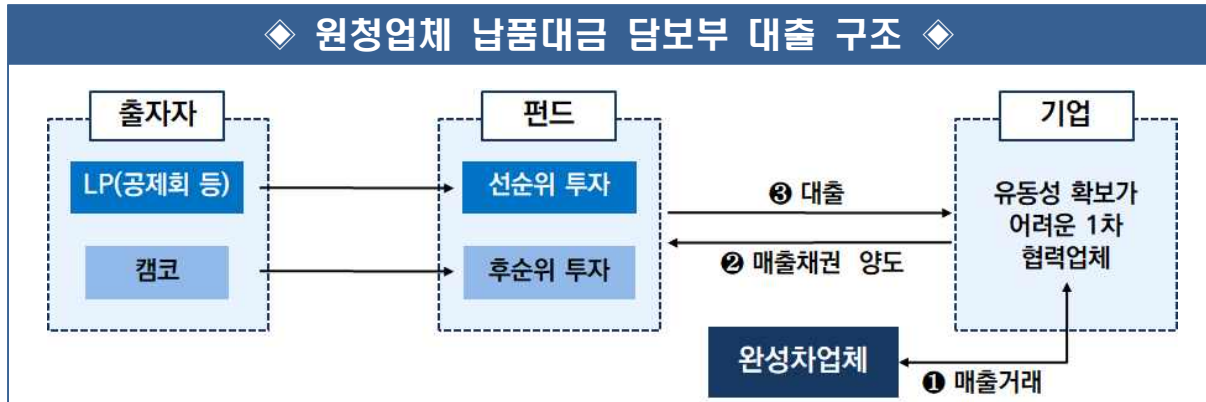 ◈ 원청업체 납품대금 담보부 대출 구조 ◈
출자자
펀드
기업
LP(공제회 등)
선순위 투자
❸ 대출
유동성 확보가
어려운 1차
협력업체
캠코
후순위 투자
❷ 매출채권 양도
완성차업체
❶ 매출거래